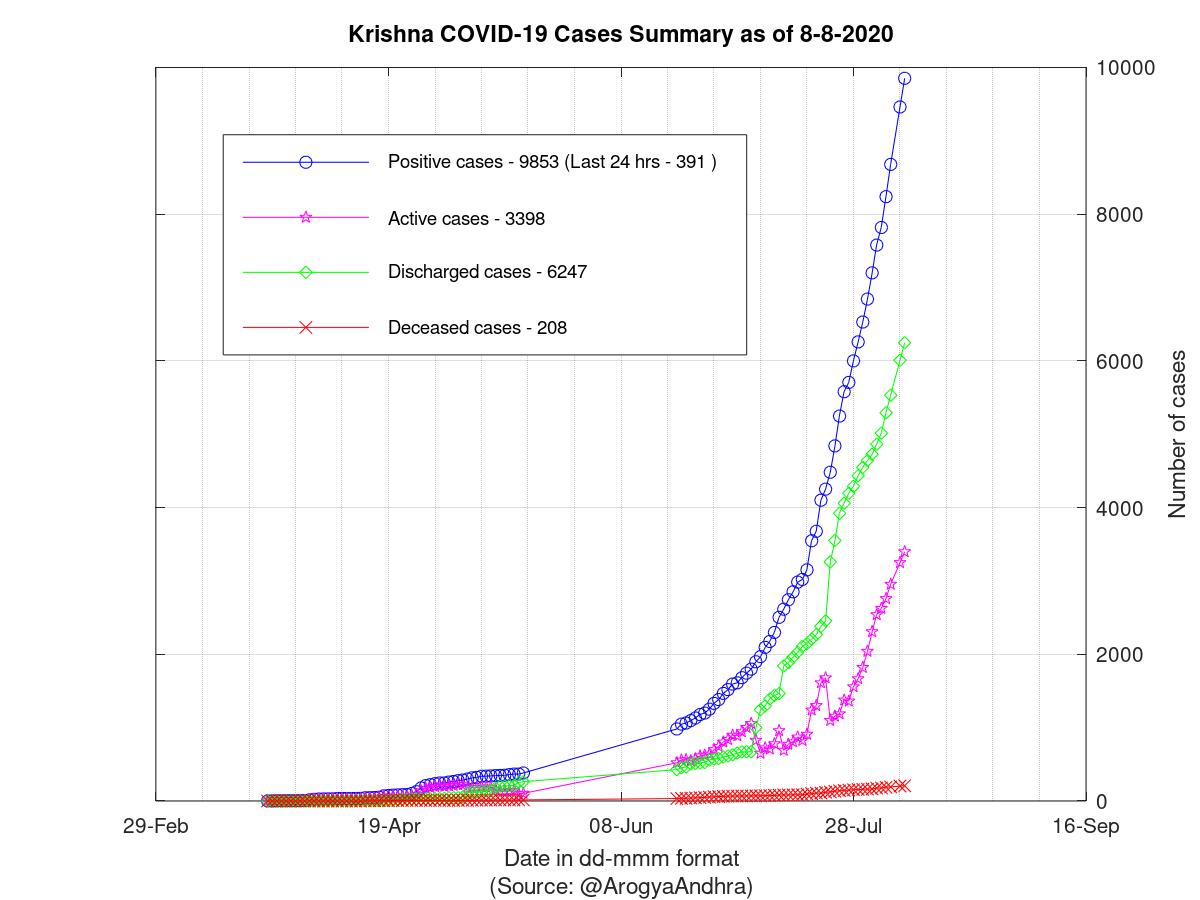 Krishna COVID-19 Cases Summary as of 8-8-2020
10000
Positive cases - 9853 (Last 24 hrs - 391 )
8000
Active cases - 3398
Discharged cases - 6247
Deceased cases - 208
6000
Number of cases
4000
2000
0
29-Feb 19-Apr 08-Jun 28-Jul 16-Sep
Date in dd-mmm format
(Source: @ArogyaAndhra)